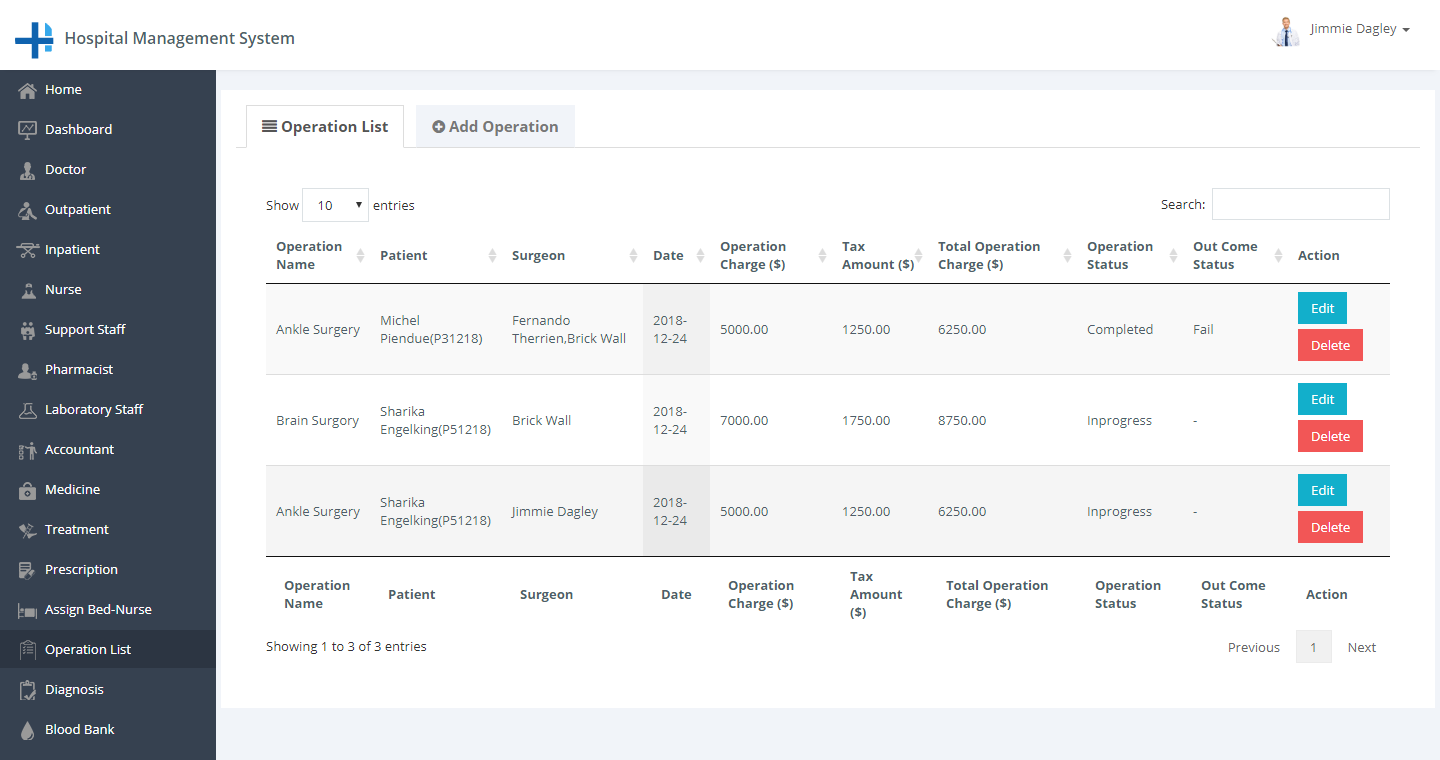 Hospital Management System
Jimmie Dagley
Home
Dashboard
Doctor
Outpatient
Inpatient
Nurse
Support Staff
Pharmacist
Laboratory Staff
Accountant
Medicine
Treatment
Prescription
Assign Bed-Nurse
Operation List
Diagnosis
Blood Bank
Operation List Add Operation
Show 10 entries Search:
Operation Name Patient Surgeon Date Operation Charge ($) Tax Amount ($) Total Operation Charge ($) Operation Status Out Come Status Action
Ankle Surgery Michel Piendue(P31218) Fernando Therrien,Brick Wall 2018-12-24 5000.00 1250.00 6250.00 Completed Fail Edit Delete
Brain Surgory Sharika Engelking(P51218) Brick Wall 2018-12-24 7000.00 1750.00 8750.00 Inprogress - Edit Delete
Ankle Surgery Sharika Engelking(P51218) Jimmie Dagley 2018-12-24 5000.00 1250.00 6250.00 Inprogress - Edit Delete
Operation Name Patient Surgeon Date Operation Charge ($) Tax Amount ($) Total Operation Charge ($) Operation Status Out Come Status Action
Showing 1 to 3 of 3 entries Previous 1 Next